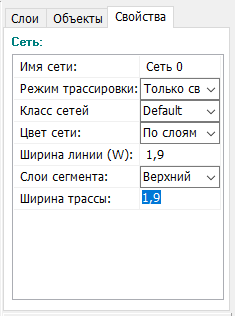 Слои Объекты Свойства
Сеть:
Имя сети: Сеть 0
Режим трассировки: Только св
Класс сетей Default
Цвет сети: По слоям
Ширина линии (W): 1,9
Слои сегмента: Верхний
Ширина трассы: 1,9